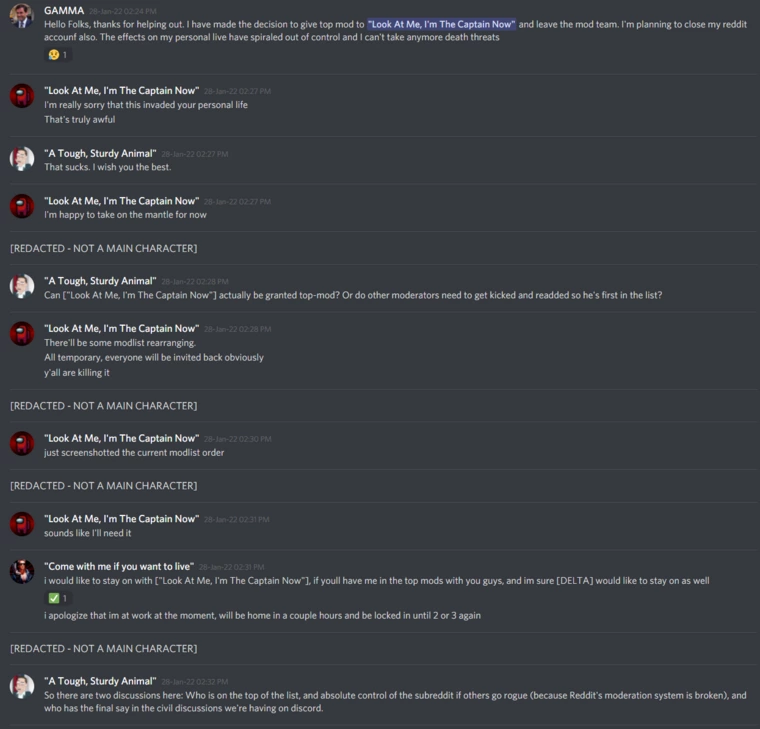 GAMMA 28-Jan-22 02:24 PM
Hello Folks, thanks for helping out. I have made the decision to give top mod to "Look At Me, I'm The Captain Now" and leave the mod team. I'm planning to close my reddit
accounf also. The effects on my personal live have spiraled out of control and I can't take anymore death threats
1
"Look At Me, I'm The Captain Now" 28-Jan-22 02:27 PM
I'm really sorry that this invaded your personal life
That's truly awful
"A Tough, Sturdy Animal" 28-Jan-22 02:27 PM
That sucks. I wish you the best.
"Look At Me, I'm The Captain Now" 28-Jan-22 02:27 PM
I'm happy to take on the mantle for now
[REDACTED - NOT A MAIN CHARACTER]
"A Tough, Sturdy Animal" 28-Jan-22 02:28 PM
Can ["Look At Me, I'm The Captain Now"] actually be granted top-mod? Or do other moderators need to get kicked and readded so he's first in the list?
"Look At Me, I'm The Captain Now" 28-Jan-22 02:28 PM
There'll be some modlist rearranging.
All temporary, everyone will be invited back obviously
y'all are killing it
[REDACTED - NOT A MAIN CHARACTER]
"Look At Me, I'm The Captain Now" 28-Jan-22 02:30 PM
just screenshotted the current modlist order
[REDACTED - NOT A MAIN CHARACTER]
"Look At Me, I'm The Captain Now" 28-Jan-22 02:31 PM
sounds like I'll need it
"Come with me if you want to live" 28-Jan-22 02:31 PM
i would like to stay on with ["Look At Me, I'm The Captain Now"], if youll have me in the top mods with you guys, and im sure [DELTA] would like to stay on as well
1
i apologize that im at work at the moment, will be home in a couple hours and be locked in until 2 or 3 again
[REDACTED - NOT A MAIN CHARACTER]
"A Tough, Sturdy Animal" 28-Jan-22 02:32 PM
So there are two discussions here: Who is on the top of the list, and absolute control of the subreddit if others go rogue (because Reddit's moderation system is broken), and
who has the final say in the civil discussions we're having on discord.